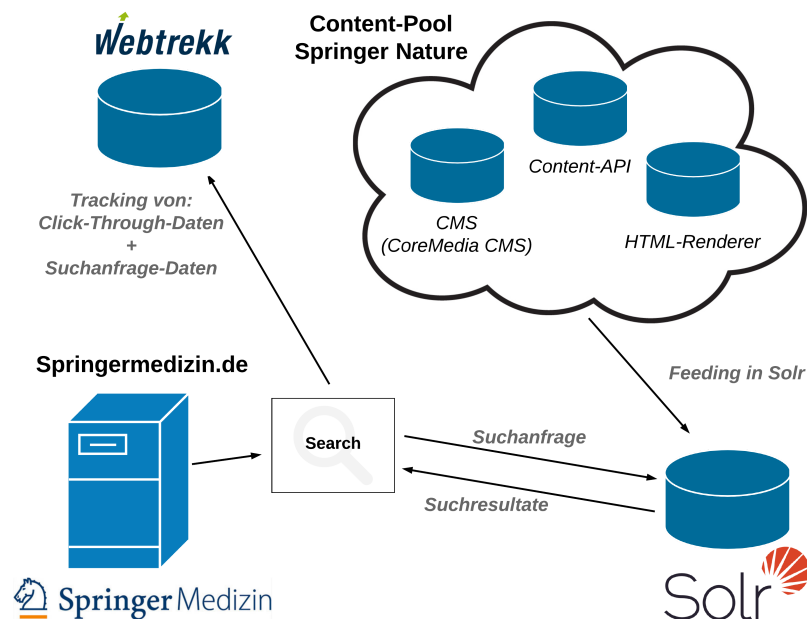 Webtrekk
Content-Pool
Springer Nature
Content-API
CMS
(CoreMedia CMS)
HTML-Renderer
Tracking von:
Click-Through-Daten
+
Suchanfrage-Daten
Springermedizin.de
Feeding in Solr
Search
Suchanfrage
Suchresultate
Springer Medizin
Solr